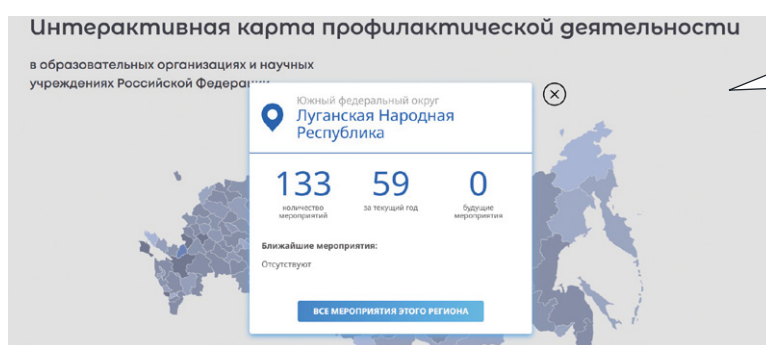 Интерактивная карта профилактической деятельности
в образовательных организациях и научных
учреждениях Российской Федерации
Южный федеральный округ
Луганская Народная
Республика
133
количество
мероприятий
59
за текущий год
0
будущие
мероприятия
Ближайшие мероприятия:
Отсутствуют
ВСЕ МЕРОПРИЯТИЯ ЭТОГО РЕГИОНА